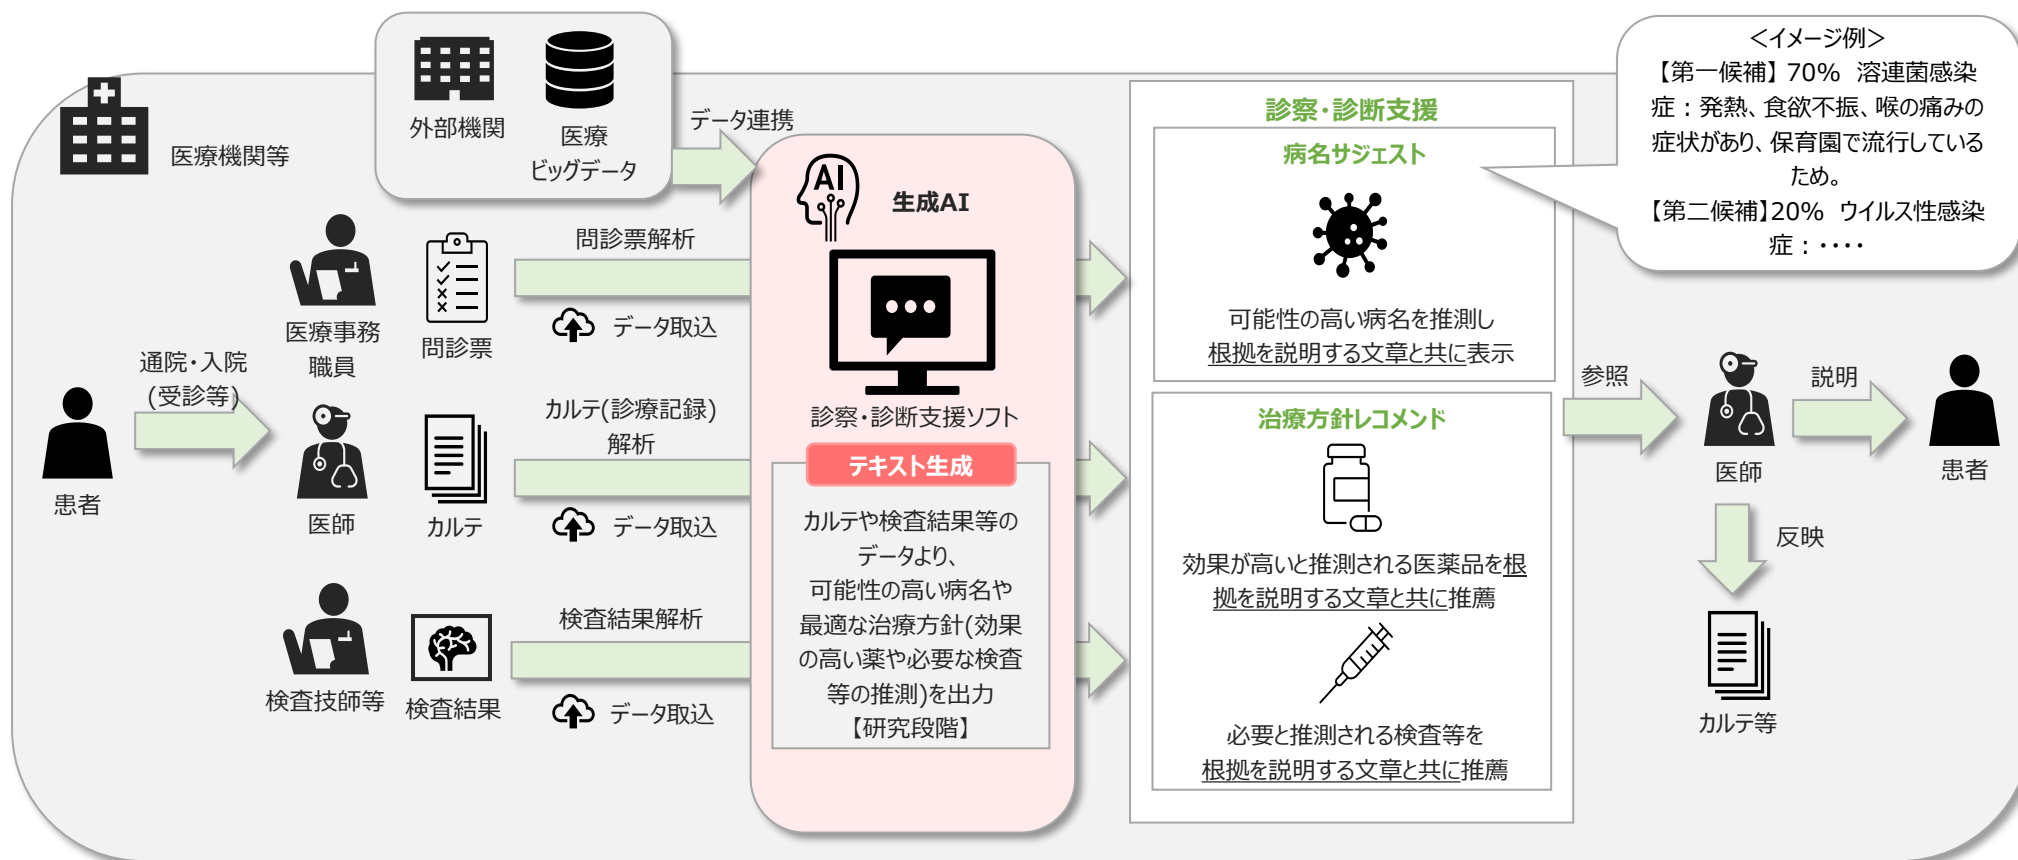 医療機関等
外部機関
医療
ビッグデータ
データ連携
患者
通院・入院
(受診等)
医療事務
職員
問診票
問診票解析
データ取込
医師
カルテ
カルテ(診療記録)
解析
データ取込
検査技師等
検査結果
検査結果解析
データ取込
AI
生成AI
診察・診断支援ソフト
テキスト生成
カルテや検査結果等の
データより、
可能性の高い病名や
最適な治療方針(効果
の高い薬や必要な検査
等の推測)を出力
【研究段階】
診察・診断支援
病名サジェスト
可能性の高い病名を推測し
根拠を説明する文章と共に表示
治療方針レコメンド
効果が高いと推測される医薬品を根
拠を説明する文章と共に推薦
必要と推測される検査等を
根拠を説明する文章と共に推薦
＜イメージ例＞
【第一候補】 70% 溶連菌感染
症：発熱、食欲不振、喉の痛みの
症状があり、保育園で流行している
ため。
【第二候補】20% ウイルス性感染
症：・・・・
参照
医師
説明
患者
反映
カルテ等